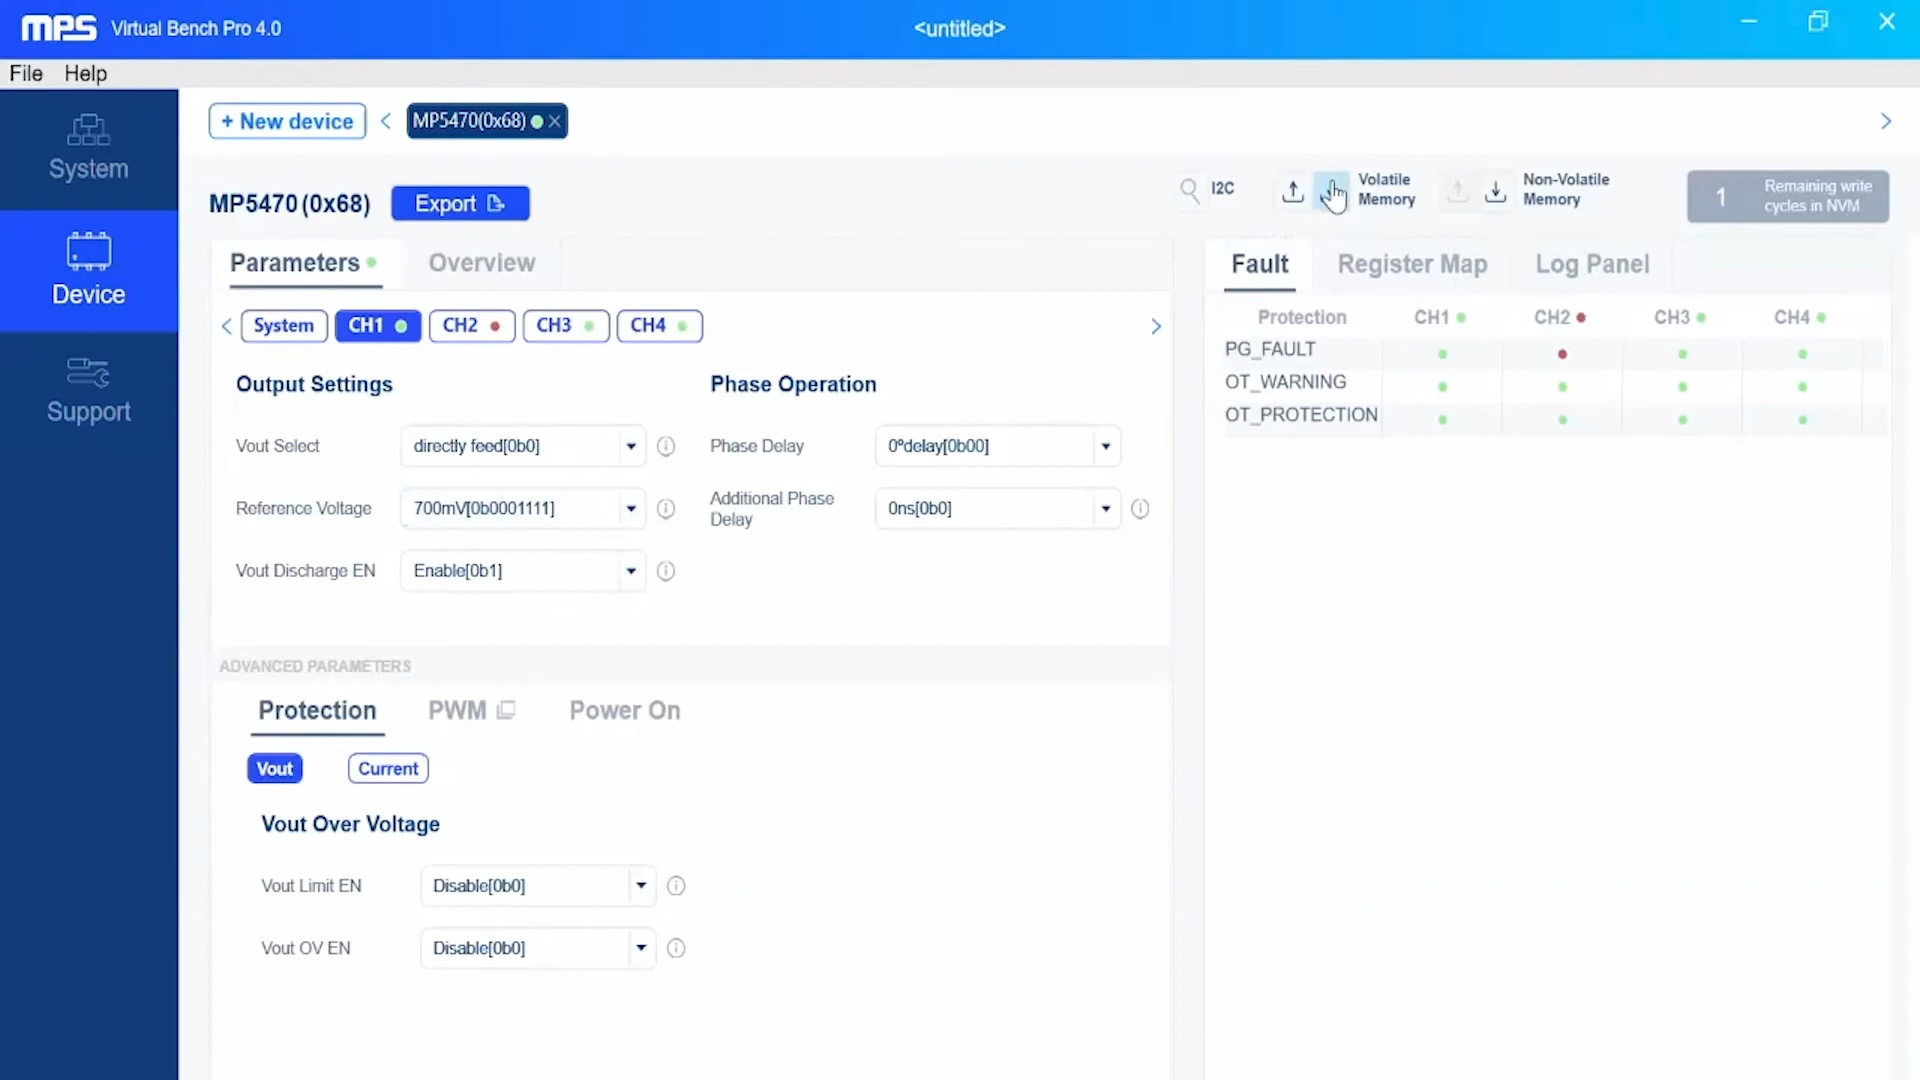 MPS Virtual Bench Pro 4.0
<untitled>
File Help
System
Device
Support
+ New device
MP5470(0x68)
MP5470 (0x68)
Export
I2C
Volatile
Memory
Non-Volatile
Memory
1
Remaining write
cycles in NVM
Parameters
Overview
System
CH1
CH2
CH3
CH4
Output Settings
Vout Select
directly feed[0b0]
Reference Voltage
700mV[0b0001111]
Vout Discharge EN
Enable[0b1]
Phase Operation
Phase Delay
0ºdelay[0b00]
Additional Phase
Delay
0ns[0b0]
ADVANCED PARAMETERS
Protection
PWM
Power On
Vout
Current
Vout Over Voltage
Vout Limit EN
Disable[0b0]
Vout OV EN
Disable[0b0]
Fault
Register Map
Log Panel
Protection CH1 CH2 CH3 CH4
PG_FAULT
OT_WARNING
OT_PROTECTION